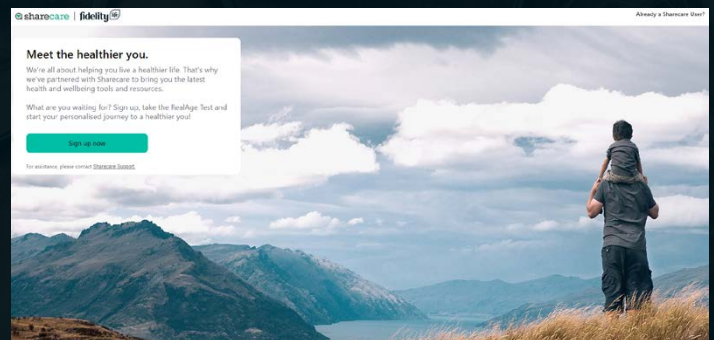 sharecare | fidelity
Already a Sharecare User?
Meet the healthier you.
We're all about helping you live a healthier life. That's why
we've partnered with Sharecare to bring you the latest
health and wellbeing tools and resources.
What are you waiting for? Sign up, take the RealAge Test and
start your personalised journey to a healthier you!
Sign up now
For assistance, please contact Sharecare Support.